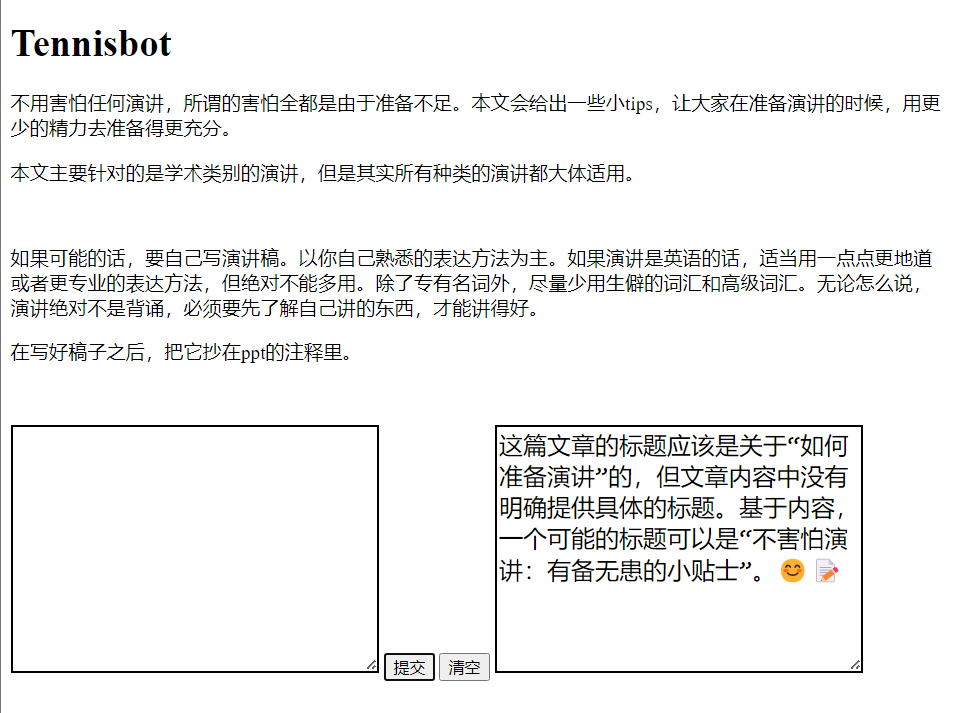 Tennisbot
不用害怕任何演讲，所谓的害怕全都是由于准备不足。本文会给出一些小tips，让大家在准备演讲的时候，用更
少的精力去准备得更充分。
本文主要针对的是学术类别的演讲，但是其实所有种类的演讲都大体适用。
如果可能的话，要自己写演讲稿。以你自己熟悉的表达方法为主。如果演讲是英语的话，适当用一点点更地道
或者更专业的表达方法，但绝对不能多用。除了专有名词外，尽量少用生僻的词汇和高级词汇。无论怎么说，
演讲绝对不是背诵，必须要先了解自己讲的东西，才能讲得好。
在写好稿子之后，把它抄在ppt的注释里。
这篇文章的标题应该是关于“如何
准备演讲”的，但文章内容中没有
明确提供具体的标题。基于内容，
一个可能的标题可以是“不害怕演
讲：有备无患的小贴士”。😊 📝
提交 清空